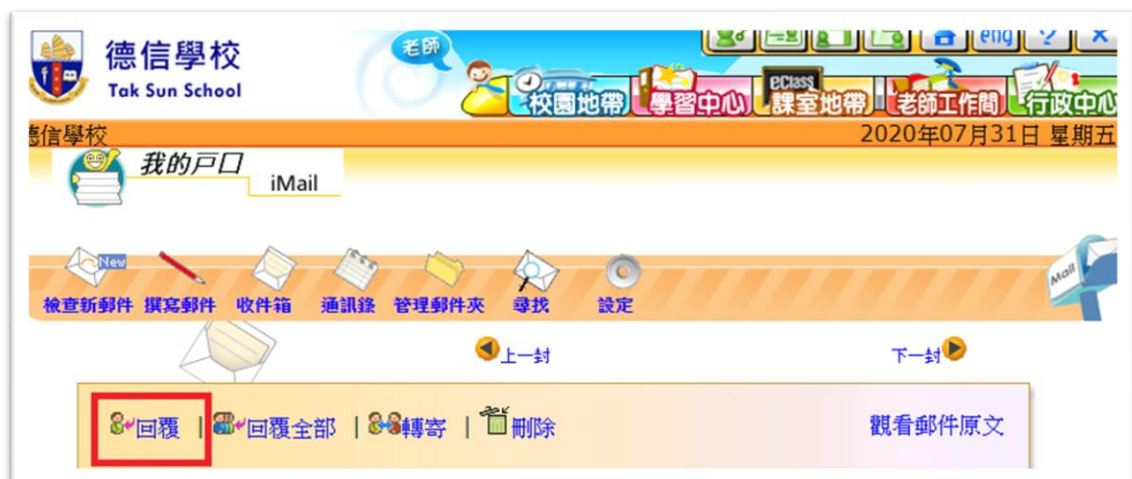 德信學校
Tak Sun School
老師
eng
校園地帶
學習中心
eClass
課室地帶
老師工作間
行政中心
德信學校
2020年07月31日 星期五
我的戶口
iMail
New
Mail
檢查新郵件 撰寫郵件 收件箱 通訊錄 管理郵件夾 尋找 設定
上一封 下一封
回覆 | 回覆全部 | 轉寄 | 刪除 觀看郵件原文